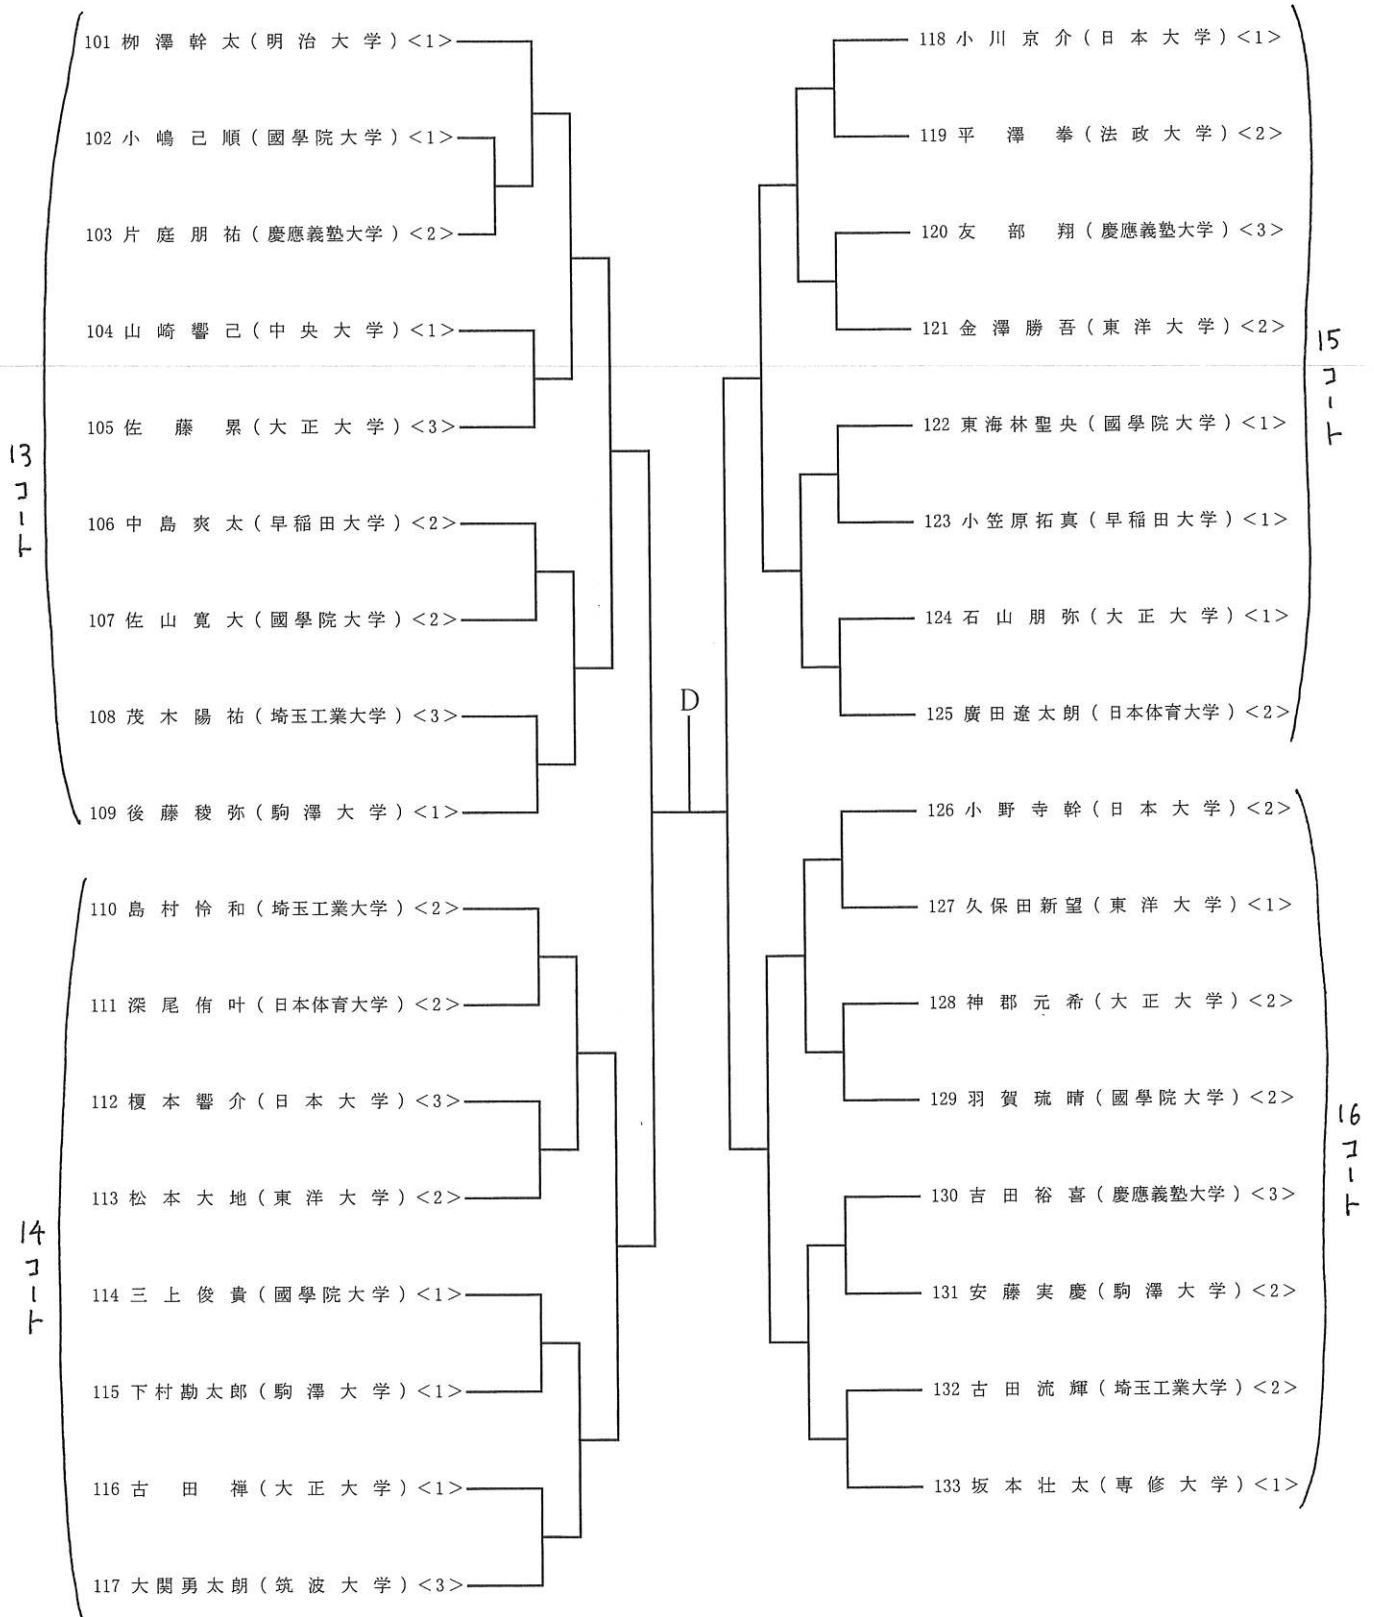 13コート
101 栁澤幹太(明治大学)<1>
102 小嶋己順(國學院大学)<1>
103 片庭朋祐(慶應義塾大学)<2>
104 山崎響己(中央大学)<1>
105 佐藤累(大正大学)<3>
106 中島爽太(早稲田大学)<2>
107 佐山寛大(國學院大学)<2>
108 茂木陽祐(埼玉工業大学)<3>
109 後藤稜弥(駒澤大学)<1>
14コート
110 島村怜和(埼玉工業大学)<2>
111 深尾侑叶(日本体育大学)<2>
112 榎本響介(日本大学)<3>
113 松本大地(東洋大学)<2>
114 三上俊貴(國學院大学)<1>
115 下村勘太郎(駒澤大学)<1>
116 古田禅(大正大学)<1>
117 大関勇太朗(筑波大学)<3>
D
15コート
118 小川京介(日本大学)<1>
119 平澤拳(法政大学)<2>
120 友部翔(慶應義塾大学)<3>
121 金澤勝吾(東洋大学)<2>
122 東海林聖央(國學院大学)<1>
123 小笠原拓真(早稲田大学)<1>
124 石山朋弥(大正大学)<1>
125 廣田遼太朗(日本体育大学)<2>
16コート
126 小野寺幹(日本大学)<2>
127 久保田新望(東洋大学)<1>
128 神郡元希(大正大学)<2>
129 羽賀琉晴(國學院大学)<2>
130 吉田裕喜(慶應義塾大学)<3>
131 安藤実慶(駒澤大学)<2>
132 古田流輝(埼玉工業大学)<2>
133 坂本壮太(専修大学)<1>